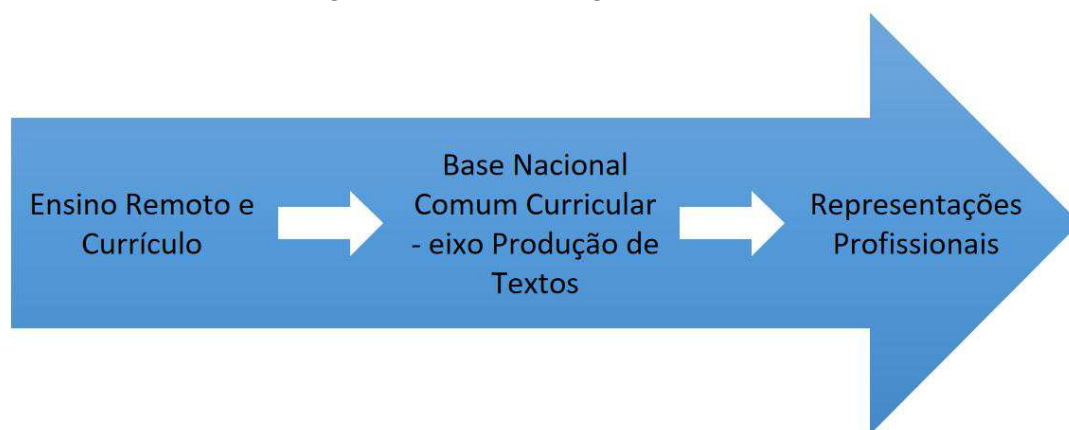 Ensino Remoto e
Currículo
Base Nacional
Comum Curricular
- eixo Produção de
Textos
Representações
Profissionais